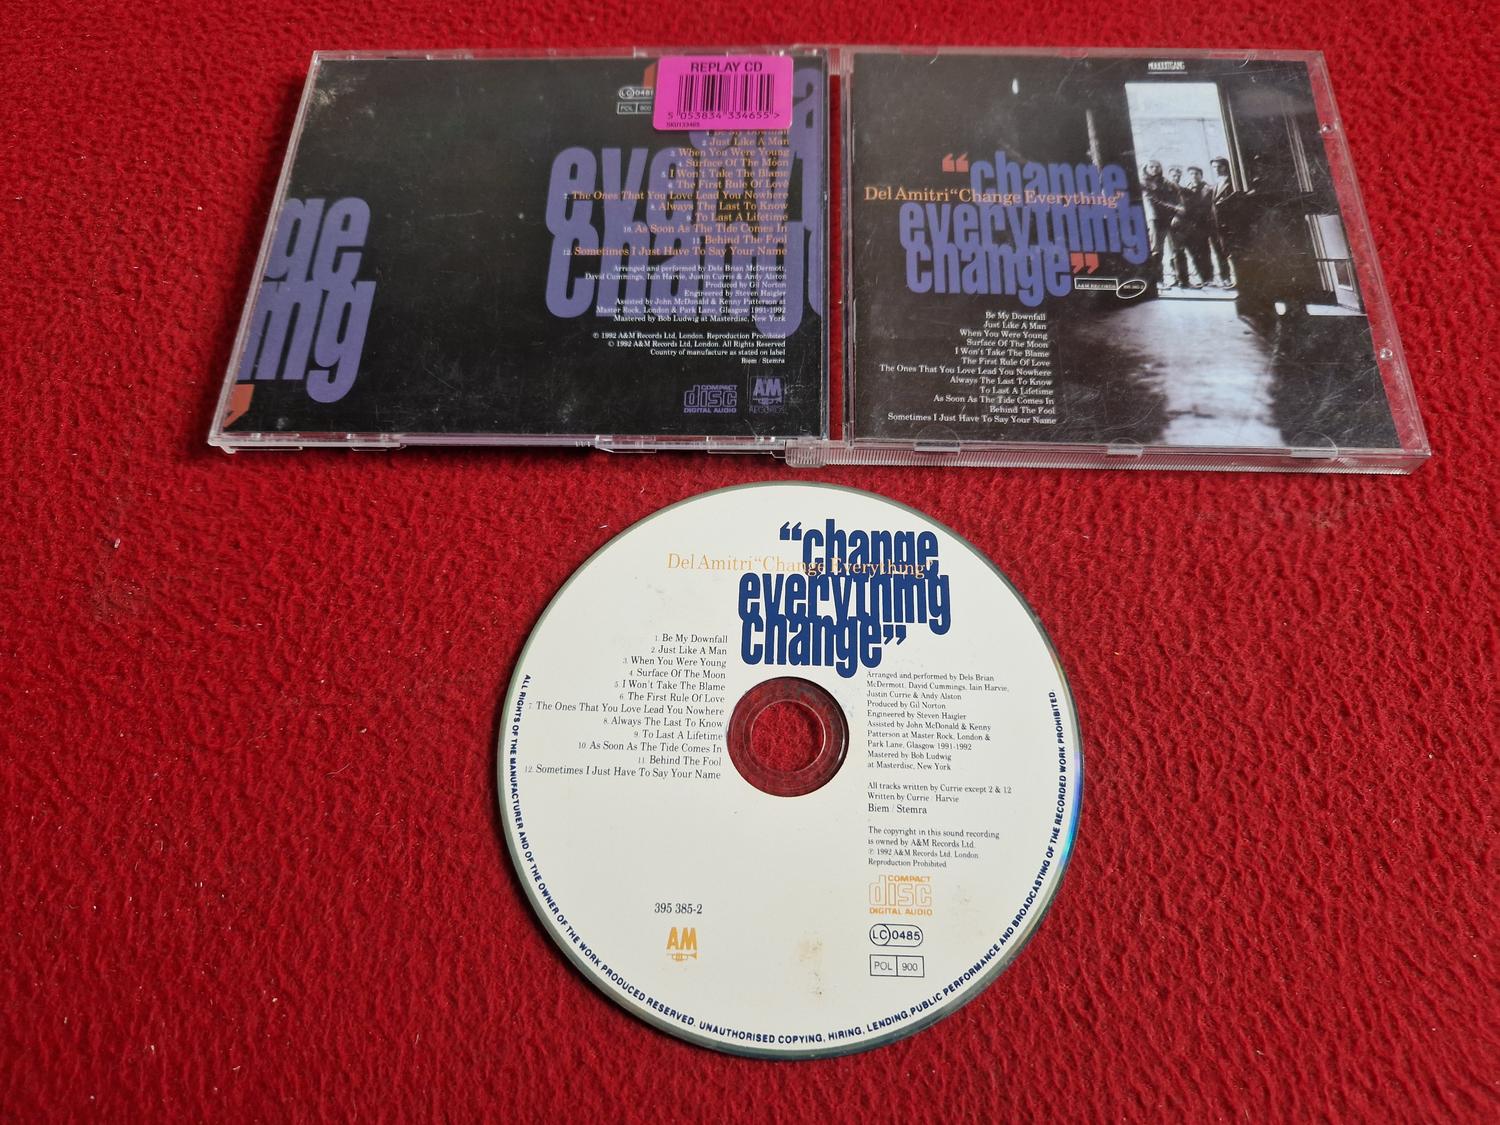 REPLAY CD
5 053834 334655 >
SKU133465
LC 0485
POL 900
ge
ing
everyth
change
1. Be My Downfall
2. Just Like A Man
3. When You Were Young
4. Surface Of The Moon
5. I Won't Take The Blame
6. The First Rule Of Love
7. The Ones That You Love Lead You Nowhere
8. Always The Last To Know
9. To Last A Lifetime
10. As Soon As The Tide Comes In
11. Behind The Fool
12. Sometimes I Just Have To Say Your Name
Arranged and performed by Dels Brian McDermott,
David Cummings, Iain Harvie, Justin Currie & Andy Alston
Produced by Gil Norton
Engineered by Steven Haigler
Assisted by John McDonald & Kenny Patterson at
Master Rock, London & Park Lane, Glasgow 1991-1992
Mastered by Bob Ludwig at Masterdisc, New York
℗ 1992 A&M Records Ltd, London. Reproduction Prohibited
© 1992 A&M Records Ltd, London. All Rights Reserved
Country of manufacture as stated on label
Biem / Stemra
COMPACT
disc
DIGITAL AUDIO
AM
RECORDS
“change
Del Amitri “Change Everything”
everything
change”
A&M RECORDS 395 385-2
Be My Downfall
Just Like A Man
When You Were Young
Surface Of The Moon
I Won't Take The Blame
The First Rule Of Love
The Ones That You Love Lead You Nowhere
Always The Last To Know
To Last A Lifetime
As Soon As The Tide Comes In
Behind The Fool
Sometimes I Just Have To Say Your Name
“change
Del Amitri “Change Everything”
everything
change”
1. Be My Downfall
2. Just Like A Man
3. When You Were Young
4. Surface Of The Moon
5. I Won't Take The Blame
6. The First Rule Of Love
7. The Ones That You Love Lead You Nowhere
8. Always The Last To Know
9. To Last A Lifetime
10. As Soon As The Tide Comes In
11. Behind The Fool
12. Sometimes I Just Have To Say Your Name
Arranged and performed by Dels Brian
McDermott, David Cummings, Iain Harvie,
Justin Currie & Andy Alston
Produced by Gil Norton
Engineered by Steven Haigler
Assisted by John McDonald & Kenny
Patterson at Master Rock, London &
Park Lane, Glasgow 1991-1992
Mastered by Bob Ludwig
at Masterdisc, New York
All tracks written by Currie except 2 & 12
Written by Currie / Harvie
Biem / Stemra
The copyright in this sound recording
is owned by A&M Records Ltd.
℗ 1992 A&M Records Ltd. London
Reproduction Prohibited
COMPACT
disc
DIGITAL AUDIO
LC 0485
POL 900
395 385-2
AM
ALL RIGHTS OF THE MANUFACTURER AND OF THE OWNER OF THE WORK PRODUCED RESERVED. UNAUTHORISED COPYING, HIRING, LENDING, PUBLIC PERFORMANCE AND BROADCASTING OF THE RECORDED WORK PROHIBITED.